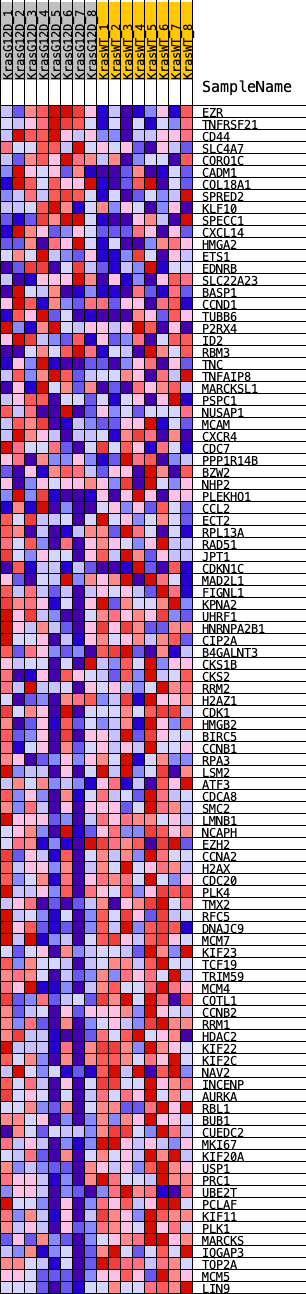 KrasG12D_1
KrasG12D_2
KrasG12D_3
KrasG12D_4
KrasG12D_5
KrasG12D_6
KrasG12D_7
KrasG12D_8
KrasWT_1
KrasWT_2
KrasWT_3
KrasWT_4
KrasWT_5
KrasWT_6
KrasWT_7
KrasWT_8
SampleName
EZR
TNFRSF21
CD44
SLC4A7
CORO1C
CADM1
COL18A1
SPRED2
KLF10
SPECC1
CXCL14
HMGA2
ETS1
EDNRB
SLC22A23
BASP1
CCND1
TUBB6
P2RX4
ID2
RBM3
TNC
TNFAIP8
MARCKSL1
PSPC1
NUSAP1
MCAM
CXCR4
CDC7
PPP1R14B
BZW2
NHP2
PLEKHO1
CCL2
ECT2
RPL13A
RAD51
JPT1
CDKN1C
MAD2L1
FIGNL1
KPNA2
UHRF1
HNRNPA2B1
CIP2A
B4GALNT3
CKS1B
CKS2
RRM2
H2AZ1
CDK1
HMGB2
BIRC5
CCNB1
RPA3
LSM2
ATF3
CDCA8
SMC2
LMNB1
NCAPH
EZH2
CCNA2
H2AX
CDC20
PLK4
TMX2
RFC5
DNAJC9
MCM7
KIF23
TCF19
TRIM59
MCM4
COTL1
CCNB2
RRM1
HDAC2
KIF22
KIF2C
NAV2
INCENP
AURKA
RBL1
BUB1
CUEDC2
MKI67
KIF20A
USP1
PRC1
UBE2T
PCLAF
KIF11
PLK1
MARCKS
IQGAP3
TOP2A
MCM5
LIN9